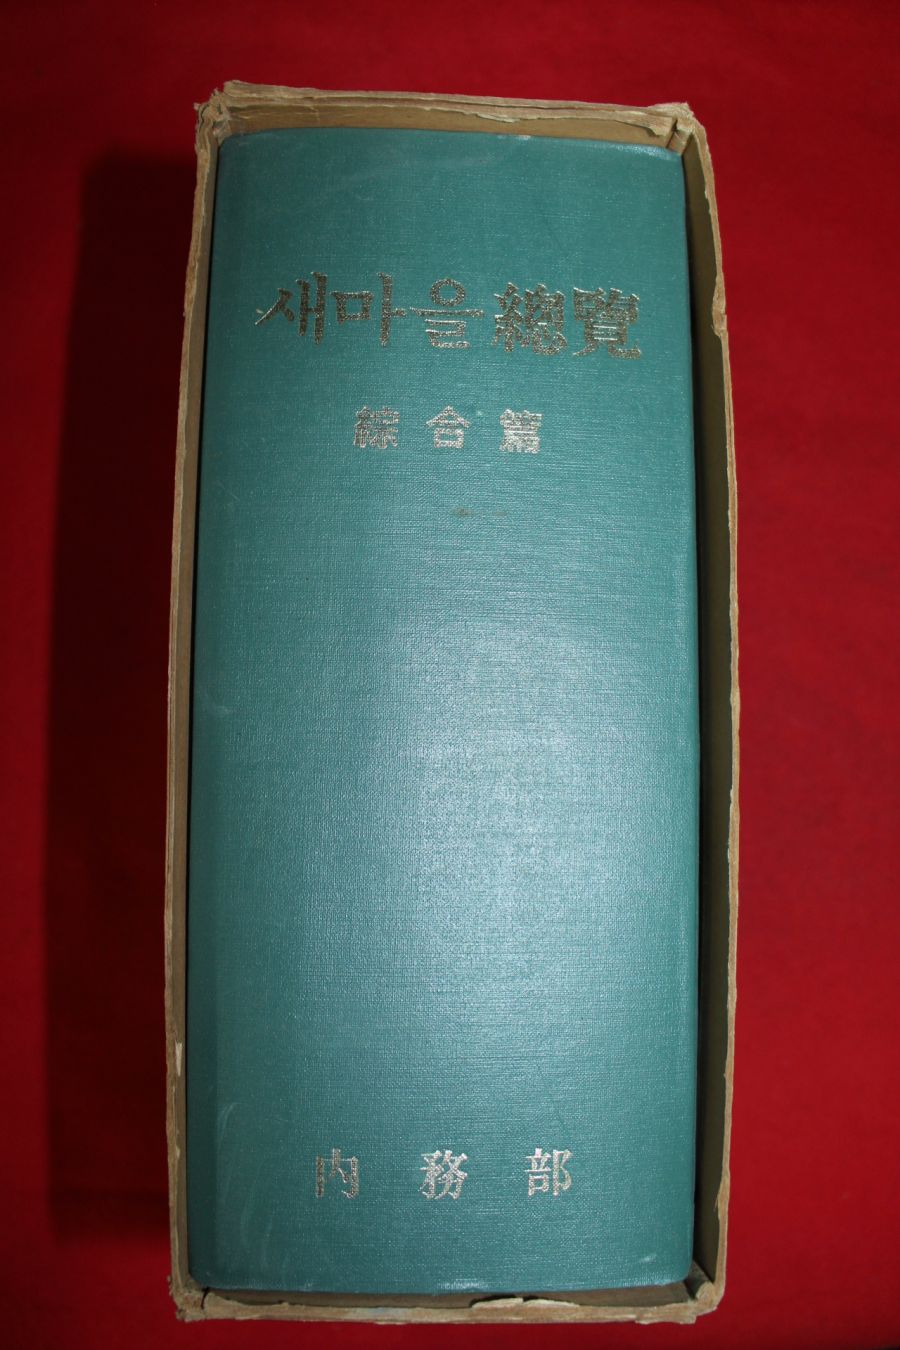 새마을 總覽
綜合篇
內務部